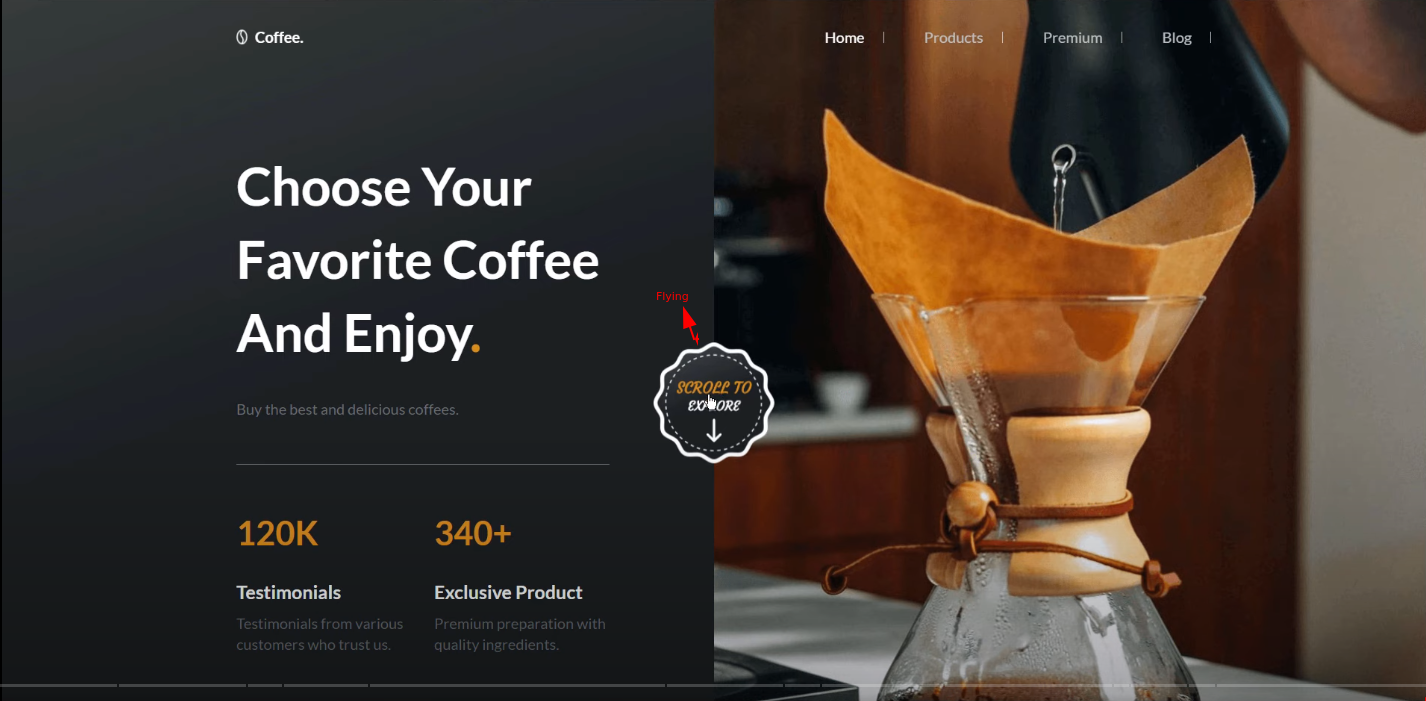 Coffee.
Home
Products
Premium
Blog
Choose Your
Favorite Coffee
And Enjoy.
Flying
SCROLL TO
EXPLORE
Buy the best and delicious coffees.
120K
340+
Testimonials
Exclusive Product
Testimonials from various
customers who trust us.
Premium preparation with
quality ingredients.